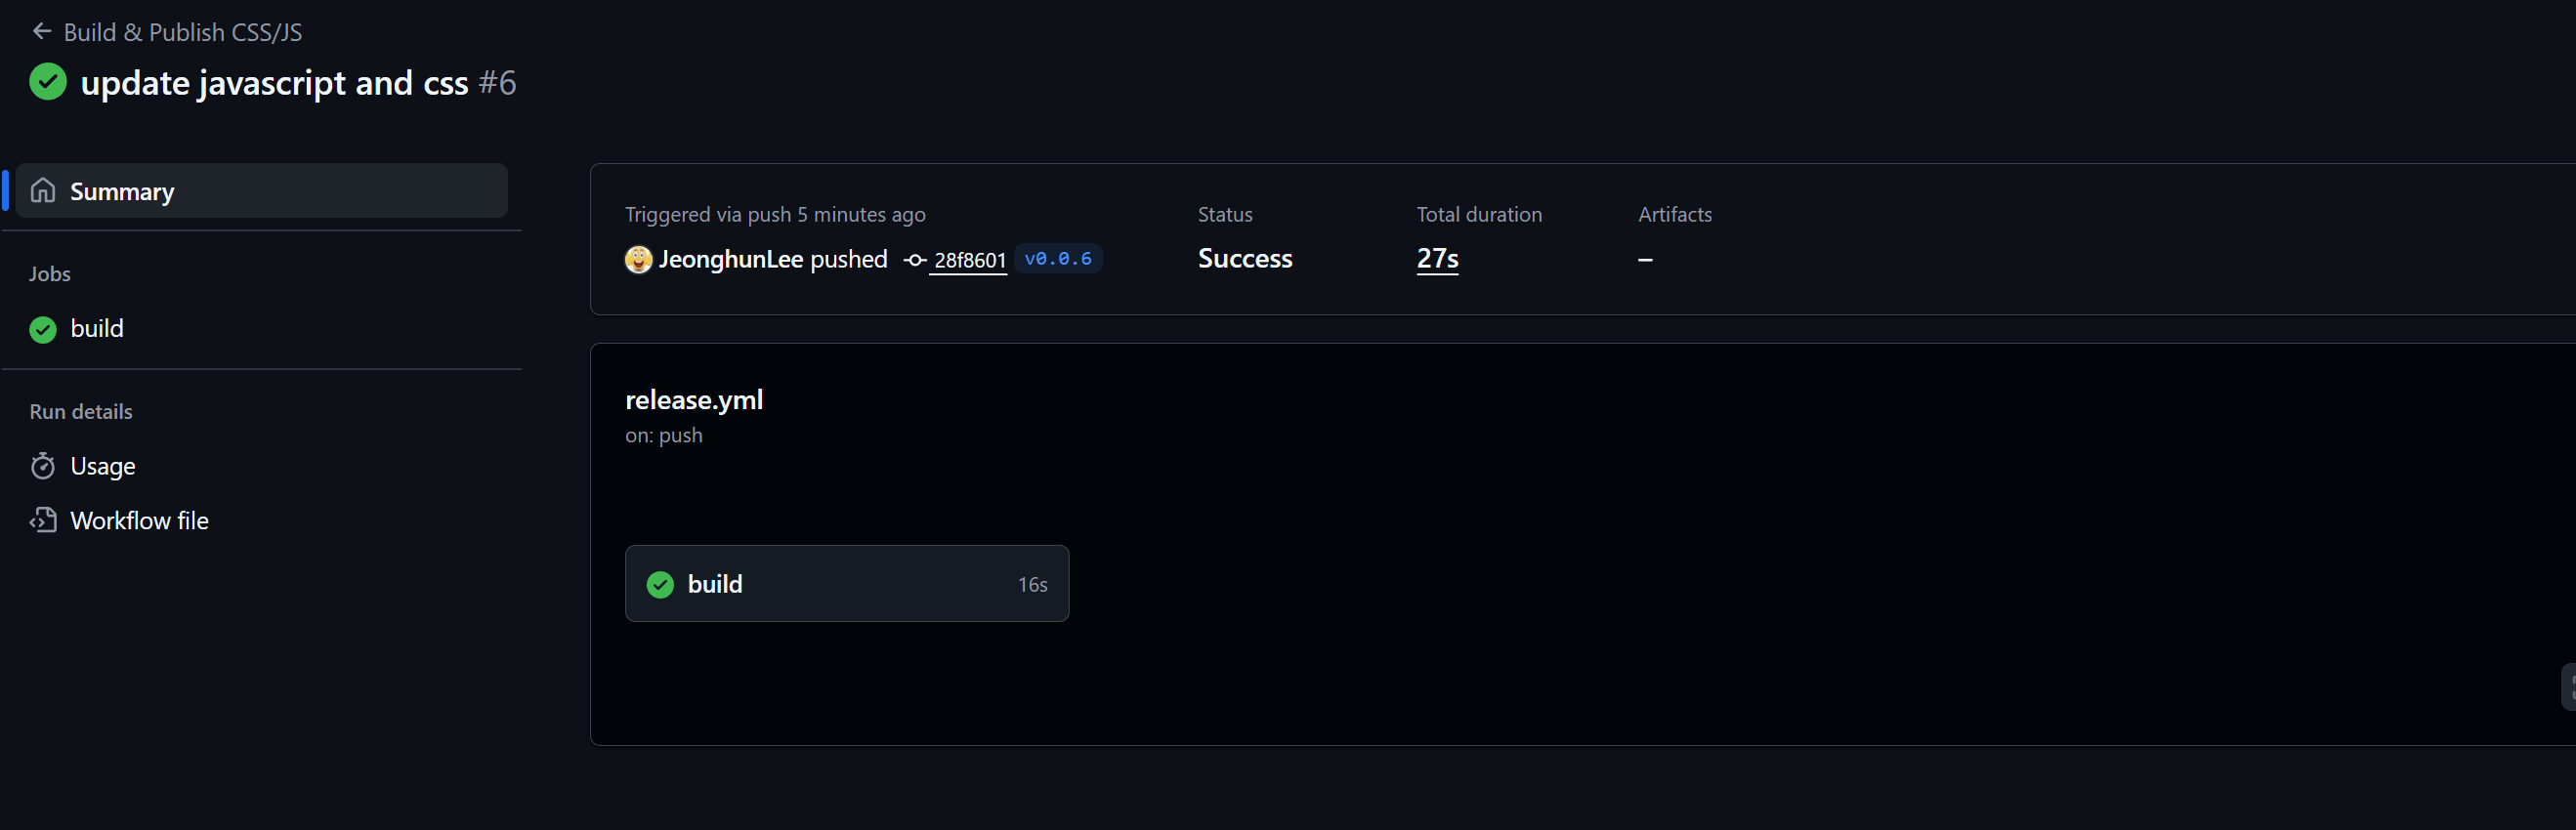 Build & Publish CSS/JS
update javascript and css #6
Summary
Jobs
build
Run details
Usage
Workflow file
Triggered via push 5 minutes ago
JeonghunLee pushed 28f8601 v0.0.6
Status
Success
Total duration
27s
Artifacts
–
release.yml
on: push
build 16s